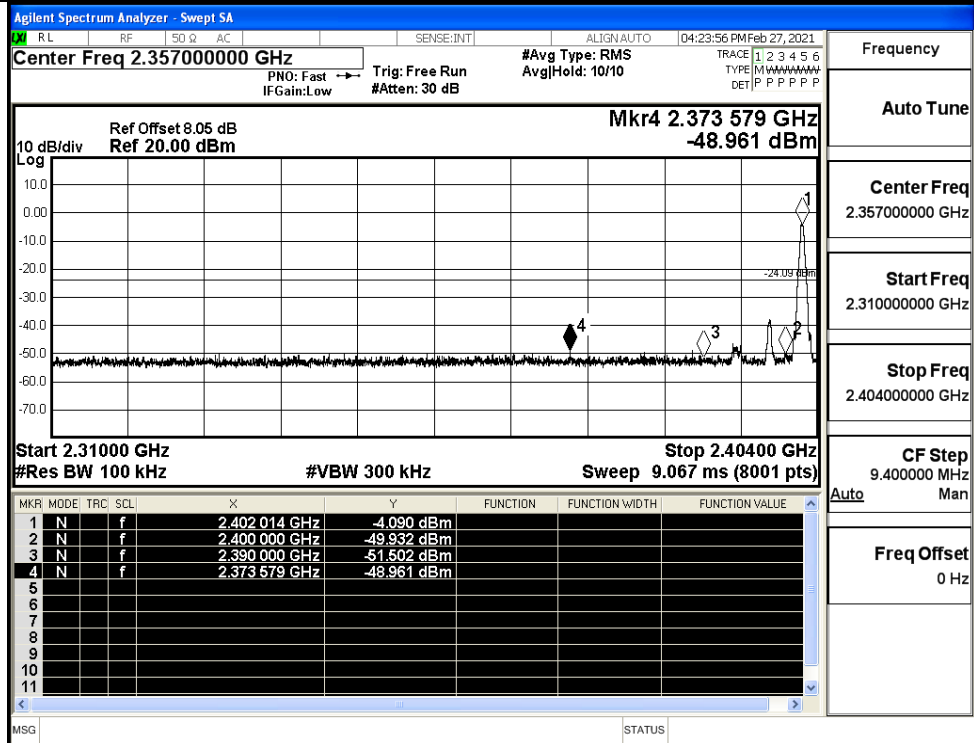 Agilent Spectrum Analyzer - Swept SA
LXI RL RF 50 Ω AC SENSE:INT ALIGN AUTO 04:23:56 PM Feb 27, 2021
Center Freq 2.357000000 GHz
PNO: Fast
IFGain:Low
Trig: Free Run
#Atten: 30 dB
#Avg Type: RMS
Avg|Hold: 10/10
TRACE 1 2 3 4 5 6
TYPE M WWWWW
DET P P P P P P
Mkr4 2.373 579 GHz
-48.961 dBm
Ref Offset 8.05 dB
10 dB/div Ref 20.00 dBm
Log
10.0
0.00
-10.0
-20.0
-30.0
-40.0
-50.0
-60.0
-70.0
1
-24.09 dBm
4
3
2
Start 2.31000 GHz Stop 2.40400 GHz
#Res BW 100 kHz #VBW 300 kHz Sweep 9.067 ms (8001 pts)
MKR MODE TRC SCL X Y FUNCTION FUNCTION WIDTH FUNCTION VALUE
1 N f 2.402 014 GHz -4.090 dBm
2 N f 2.400 000 GHz -49.932 dBm
3 N f 2.390 000 GHz -51.502 dBm
4 N f 2.373 579 GHz -48.961 dBm
5
6
7
8
9
10
11
MSG STATUS
Frequency
Auto Tune
Center Freq
2.357000000 GHz
Start Freq
2.310000000 GHz
Stop Freq
2.404000000 GHz
CF Step
9.400000 MHz
Auto Man
Freq Offset
0 Hz